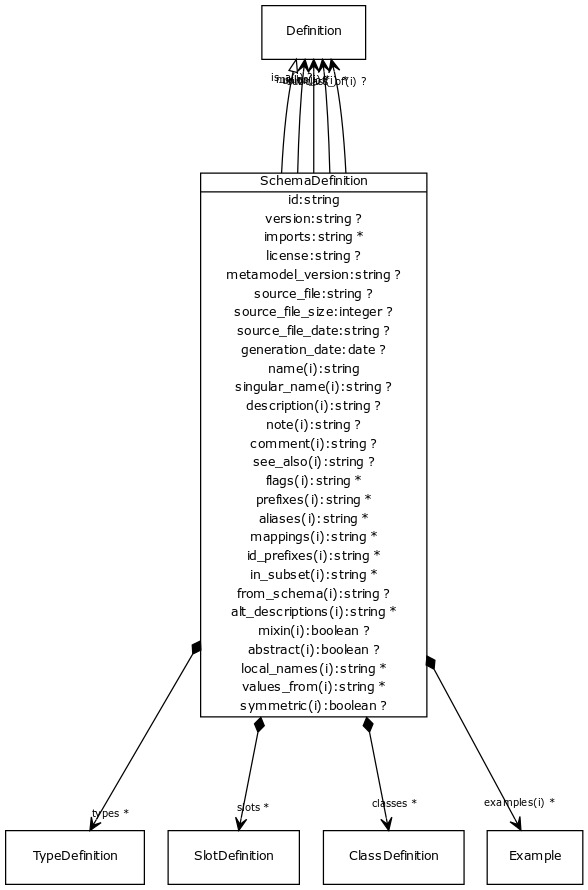 Definition
SchemaDefinition
id:string
version:string ?
imports:string *
license:string ?
metamodel_version:string ?
source_file:string ?
source_file_size:integer ?
source_file_date:string ?
generation_date:date ?
name(i):string
singular_name(i):string ?
description(i):string ?
note(i):string ?
comment(i):string ?
see_also(i):string ?
flags(i):string *
prefixes(i):string *
aliases(i):string *
mappings(i):string *
id_prefixes(i):string *
in_subset(i):string *
from_schema(i):string ?
alt_descriptions(i):string *
mixin(i):boolean ?
abstract(i):boolean ?
local_names(i):string *
values_from(i):string *
symmetric(i):boolean ?
types *
slots *
classes *
examples(i) *
TypeDefinition
SlotDefinition
ClassDefinition
Example